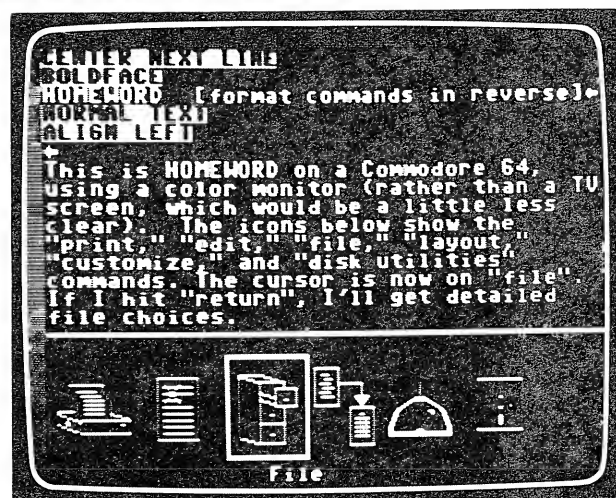 CENTER NEXT LINE
BOLDFACE
HOMEWORD [format commands in reverse]←
NORMAL TEXT
ALIGN LEFT
←
This is HOMEWORD on a Commodore 64,
using a color monitor (rather than a TV
screen, which would be a little less
clear). The icons below show the
"print," "edit," "file," "layout,"
"customize," and "disk utilities"
commands. The cursor is now on "file".
If I hit "return", I'll get detailed
file choices.
File